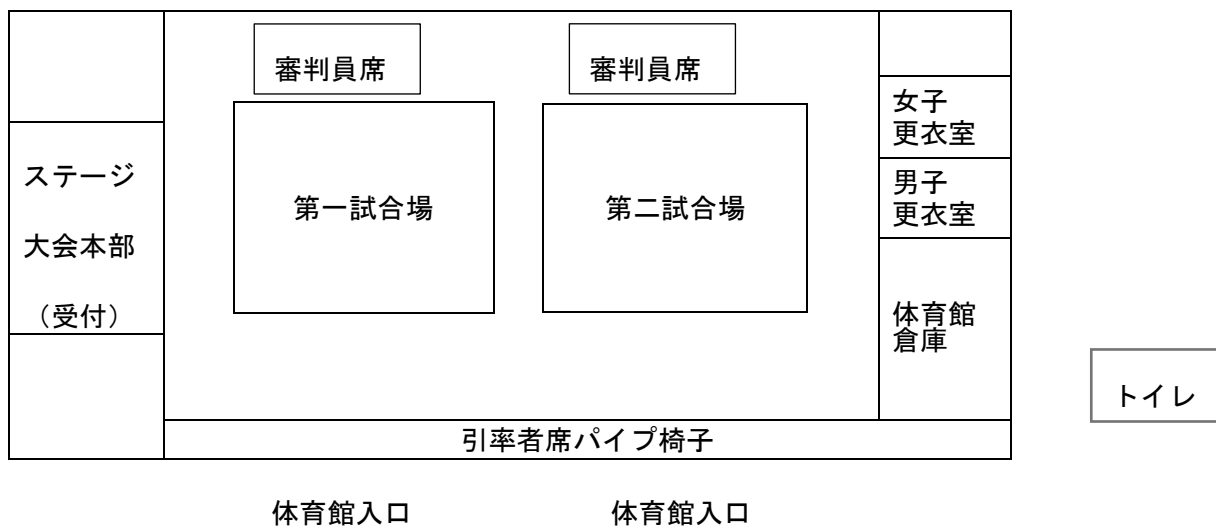 審判員席
審判員席
女子
更衣室
ステージ
大会本部
（受付）
第一試合場
第二試合場
男子
更衣室
体育館
倉庫
トイレ
引率者席パイプ椅子
体育館入口
体育館入口